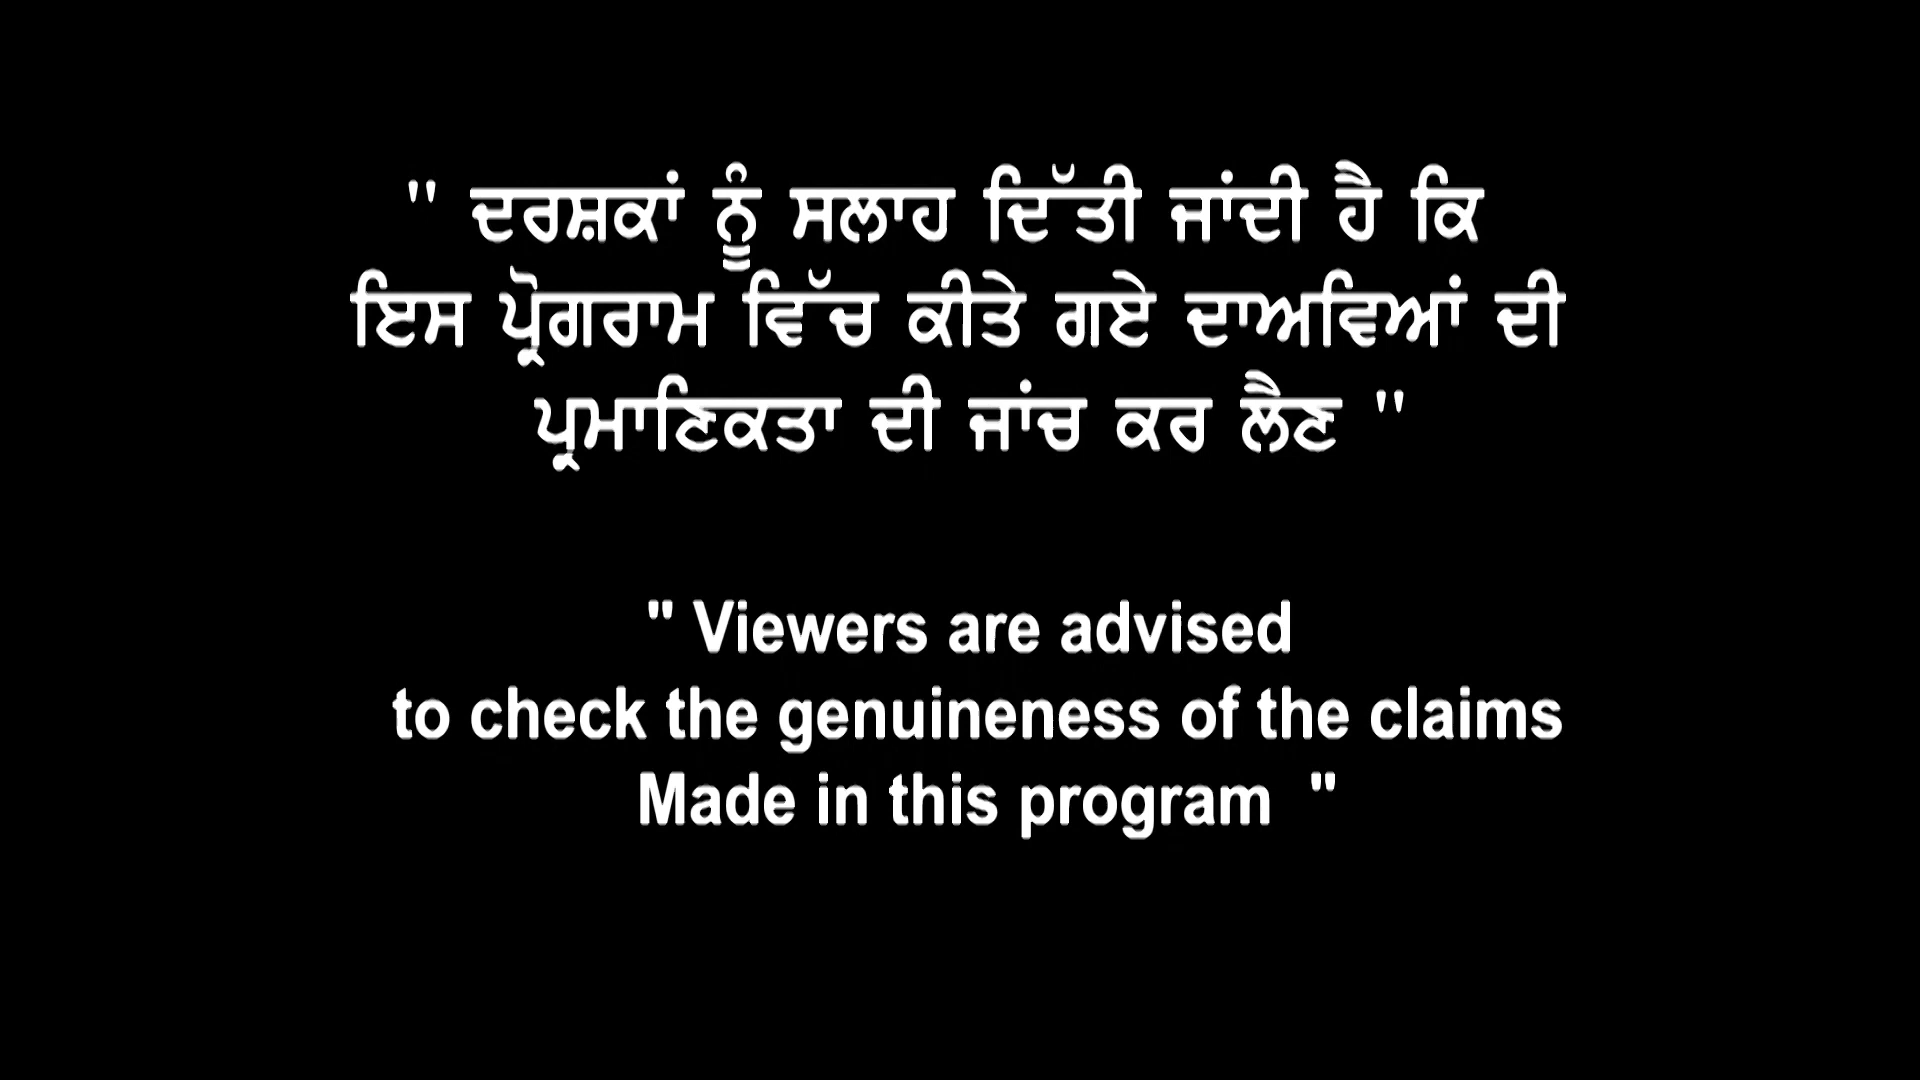 " ਦਰਸ਼ਕਾਂ ਨੂੰ ਸਲਾਹ ਦਿੱਤੀ ਜਾਂਦੀ ਹੈ ਕਿ
ਇਸ ਪ੍ਰੋਗਰਾਮ ਵਿੱਚ ਕੀਤੇ ਗਏ ਦਾਅਵਿਆਂ ਦੀ
ਪ੍ਰਮਾਣਿਕਤਾ ਦੀ ਜਾਂਚ ਕਰ ਲੈਣ "
" Viewers are advised
to check the genuineness of the claims
Made in this program "